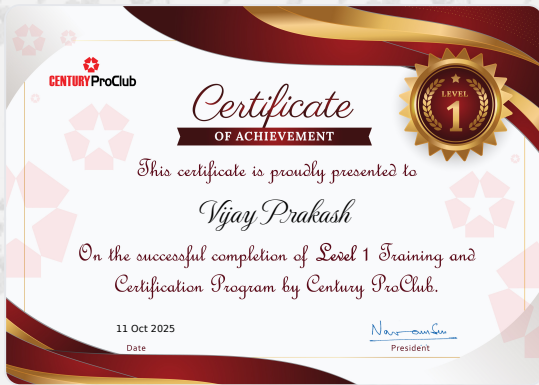 CENTURY ProClub
Certificate
OF ACHIEVEMENT
LEVEL
1
This certificate is proudly presented to
Vijay Prakash
On the successful completion of Level 1 Training and
Certification Program by Century ProClub.
11 Oct 2025
Date
President